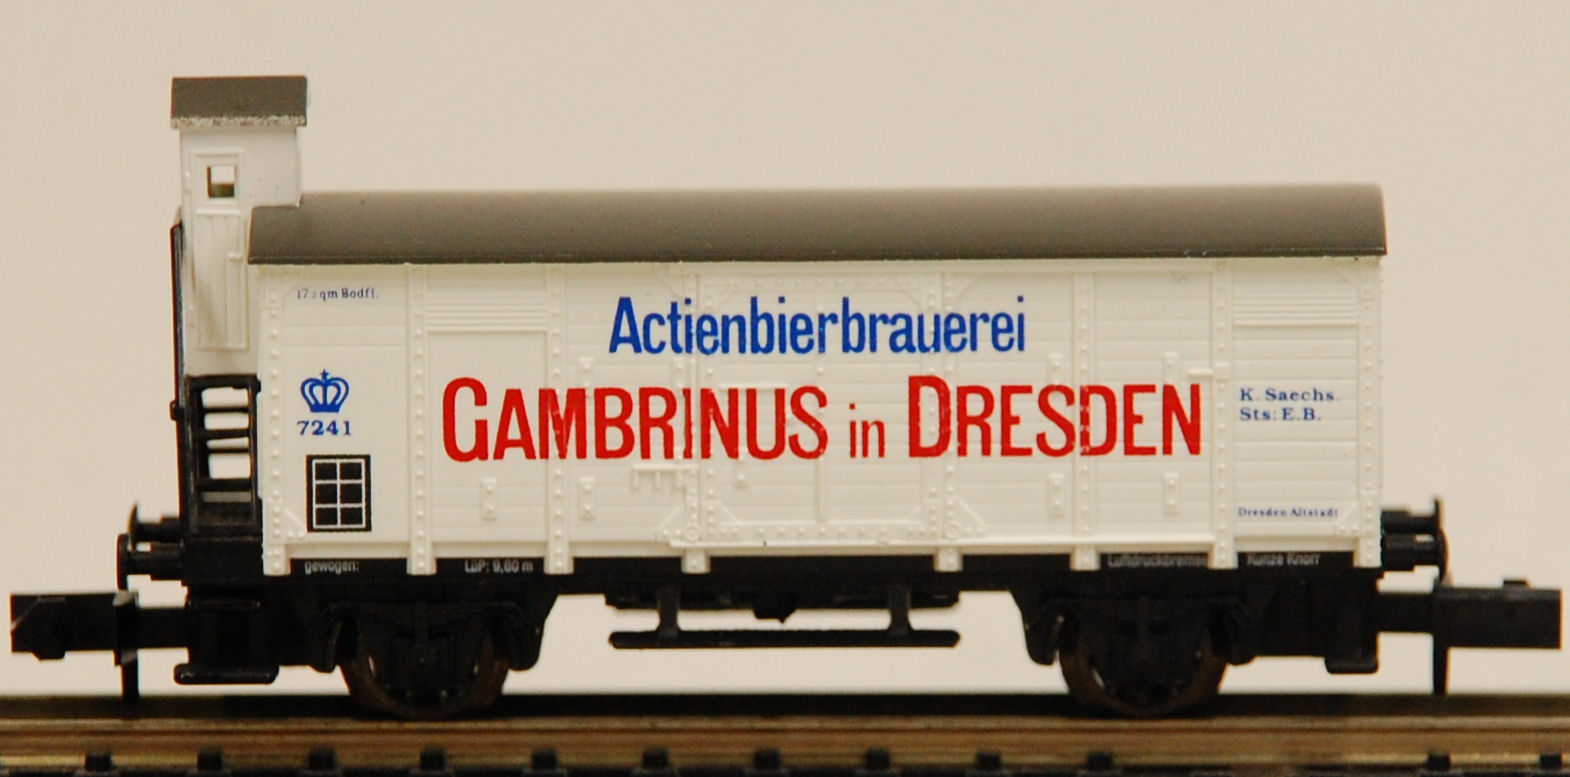 17,2 qm Bodfl.
Actienbierbrauerei
GAMBRINUS in DRESDEN
7241
K. Saechs.
Sts: E.B.
Dresden Altstadt
gewogen:
LüP: 9,60 m
Luftdruckbremse
Kunze Knorr